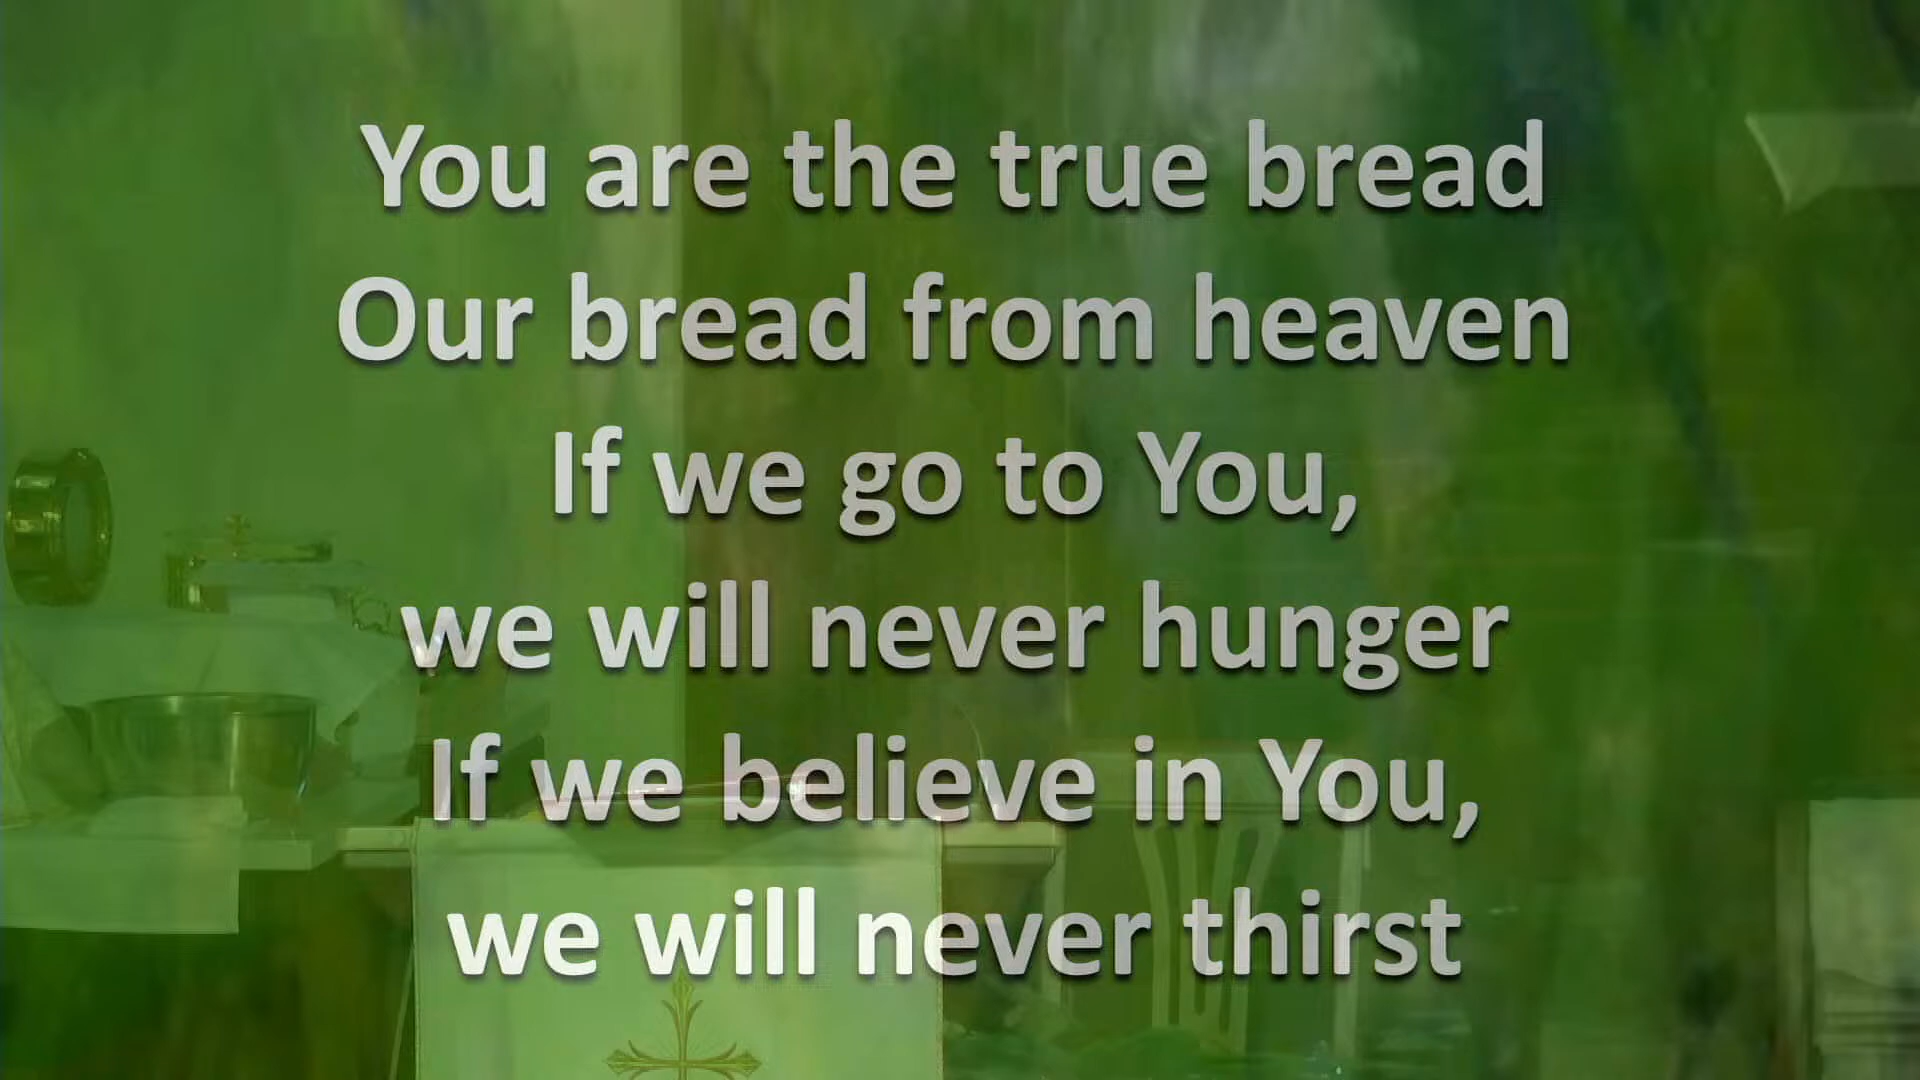 You are the true bread
Our bread from heaven
If we go to You,
we will never hunger
If we believe in You,
we will never thirst